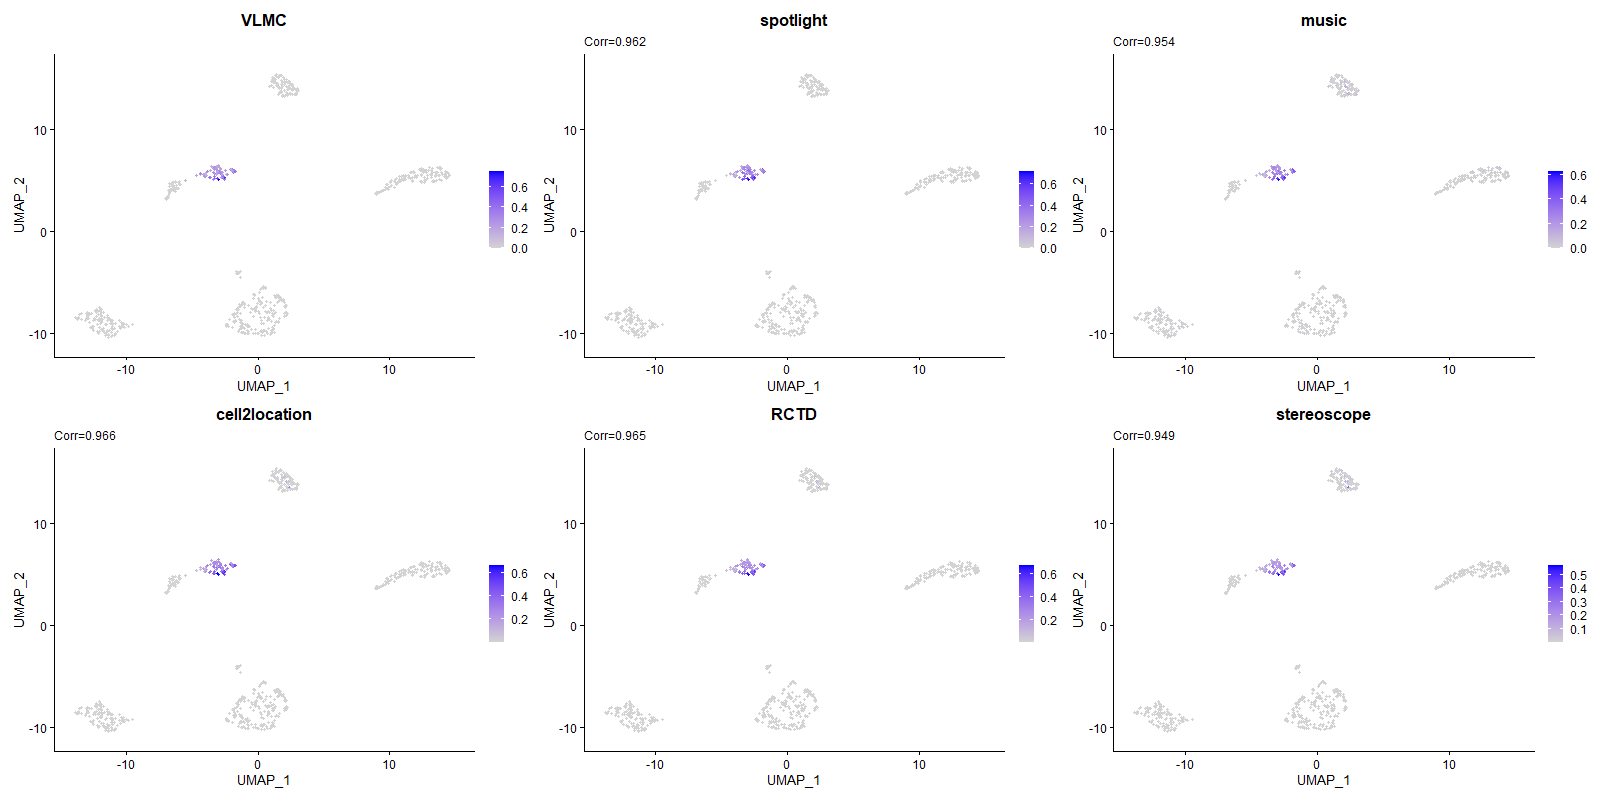 VLMC
UMAP_2
10
0
-10
-10
0
10
UMAP_1
0.6
0.4
0.2
0.0
spotlight
Corr=0.962
UMAP_2
10
0
-10
-10
0
10
UMAP_1
0.6
0.4
0.2
0.0
music
Corr=0.954
UMAP_2
10
0
-10
-10
0
10
UMAP_1
0.6
0.4
0.2
0.0
cell2location
Corr=0.966
UMAP_2
10
0
-10
-10
0
10
UMAP_1
0.6
0.4
0.2
RCTD
Corr=0.965
UMAP_2
10
0
-10
-10
0
10
UMAP_1
0.6
0.4
0.2
stereoscope
Corr=0.949
UMAP_2
10
0
-10
-10
0
10
UMAP_1
0.5
0.4
0.3
0.2
0.1